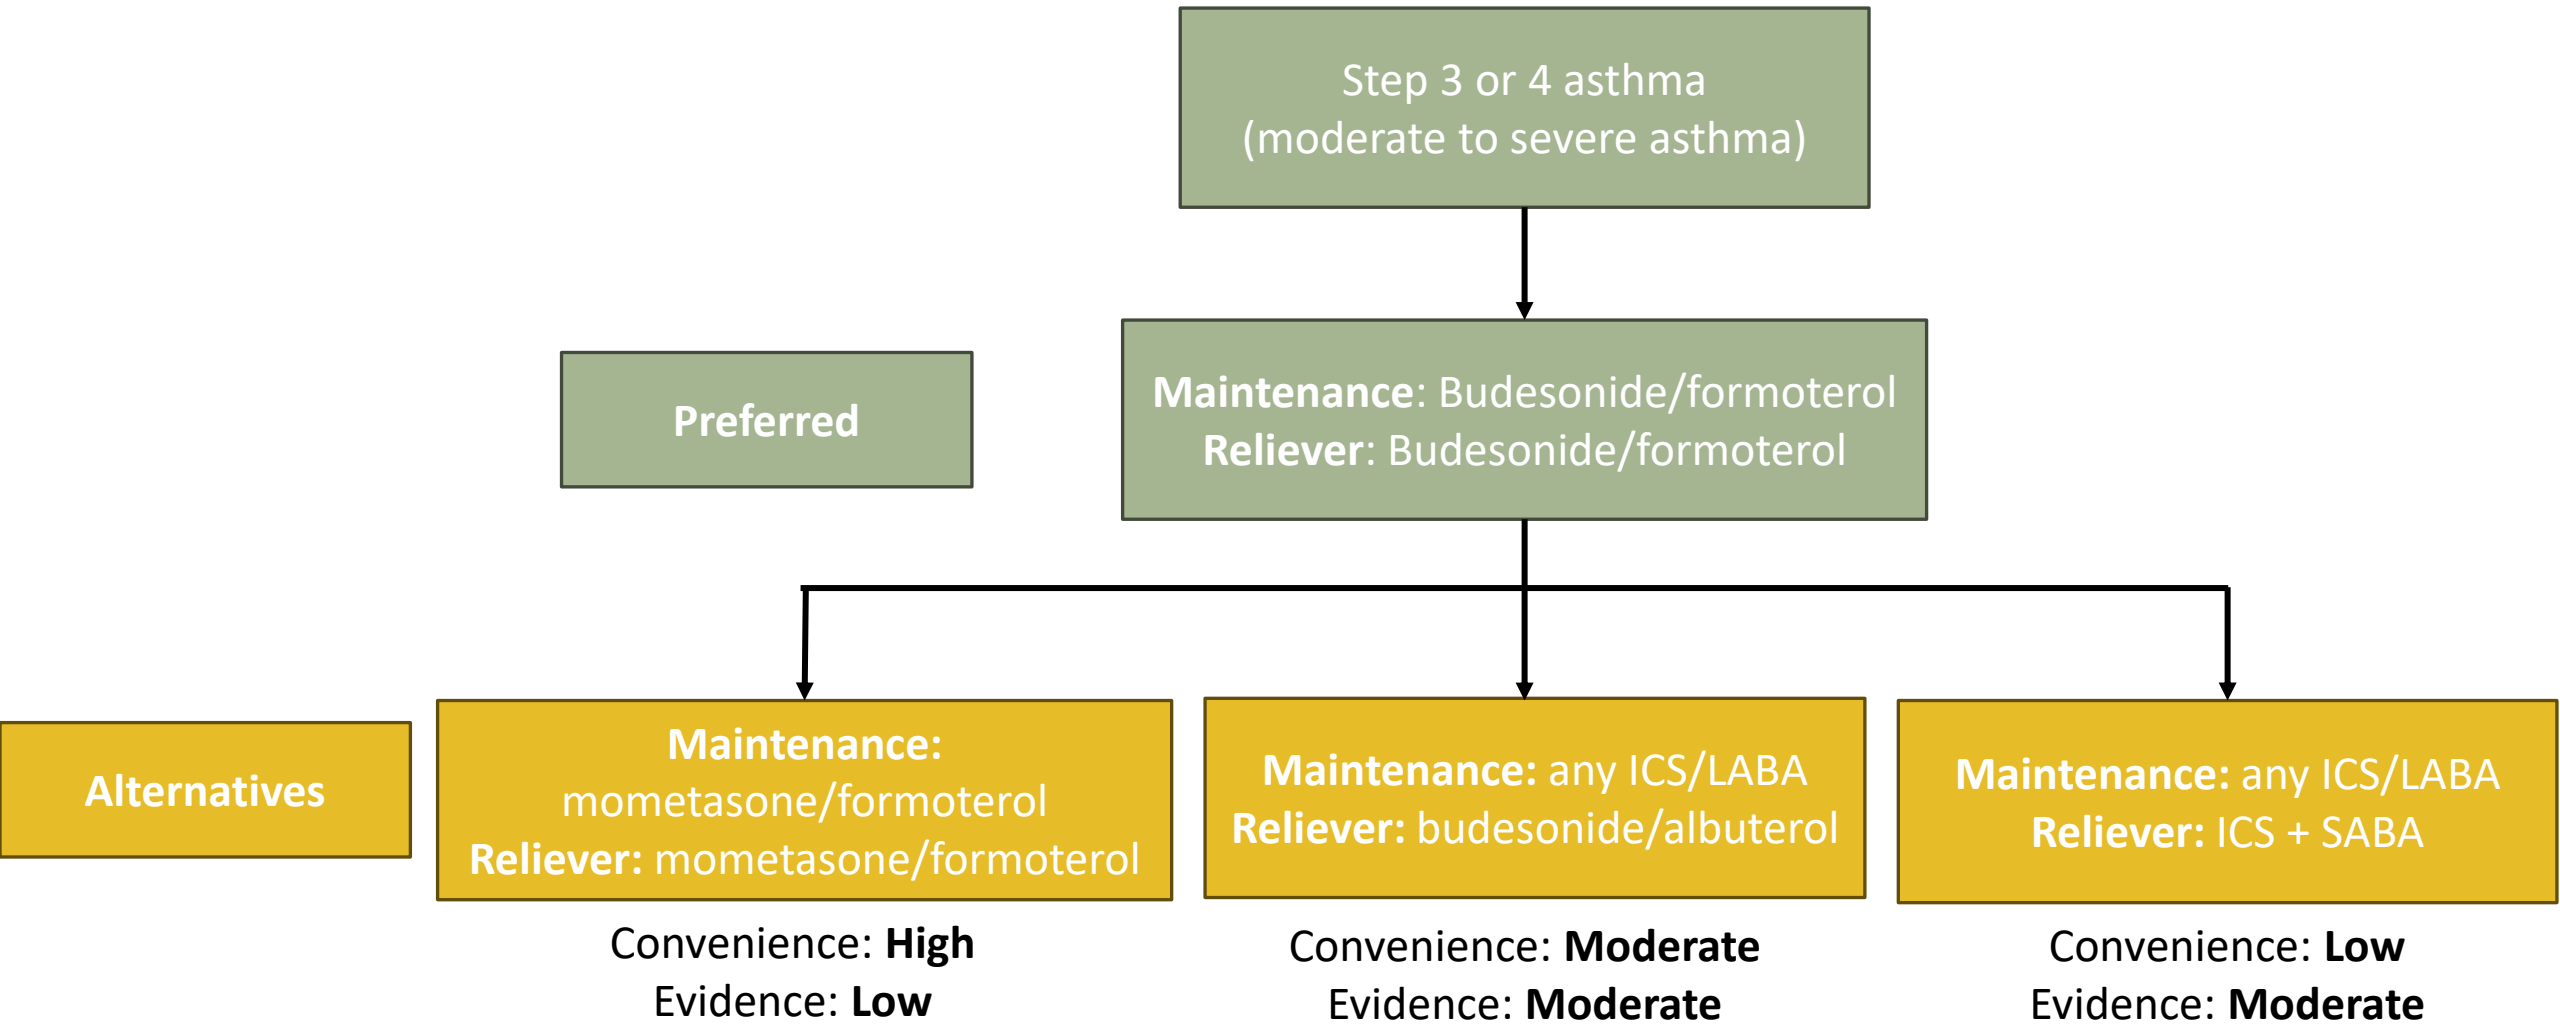 Step 3 or 4 asthma
(moderate to severe asthma)
Preferred
Maintenance: Budesonide/formoterol
Reliever: Budesonide/formoterol
Alternatives
Maintenance:
mometasone/formoterol
Reliever: mometasone/formoterol
Maintenance: any ICS/LABA
Reliever: budesonide/albuterol
Maintenance: any ICS/LABA
Reliever: ICS + SABA
Convenience: High
Evidence: Low
Convenience: Moderate
Evidence: Moderate
Convenience: Low
Evidence: Moderate